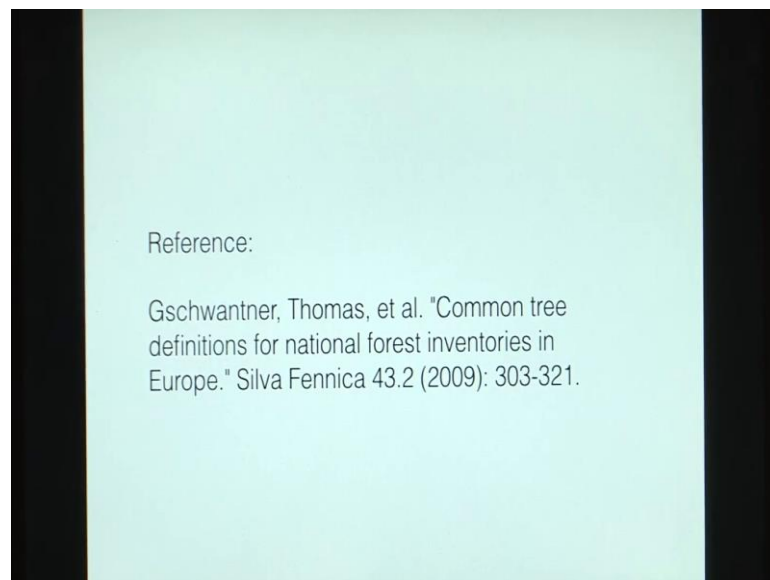 Reference:
Gschwantner, Thomas, et al. "Common tree
definitions for national forest inventories in
Europe." Silva Fennica 43.2 (2009): 303-321.